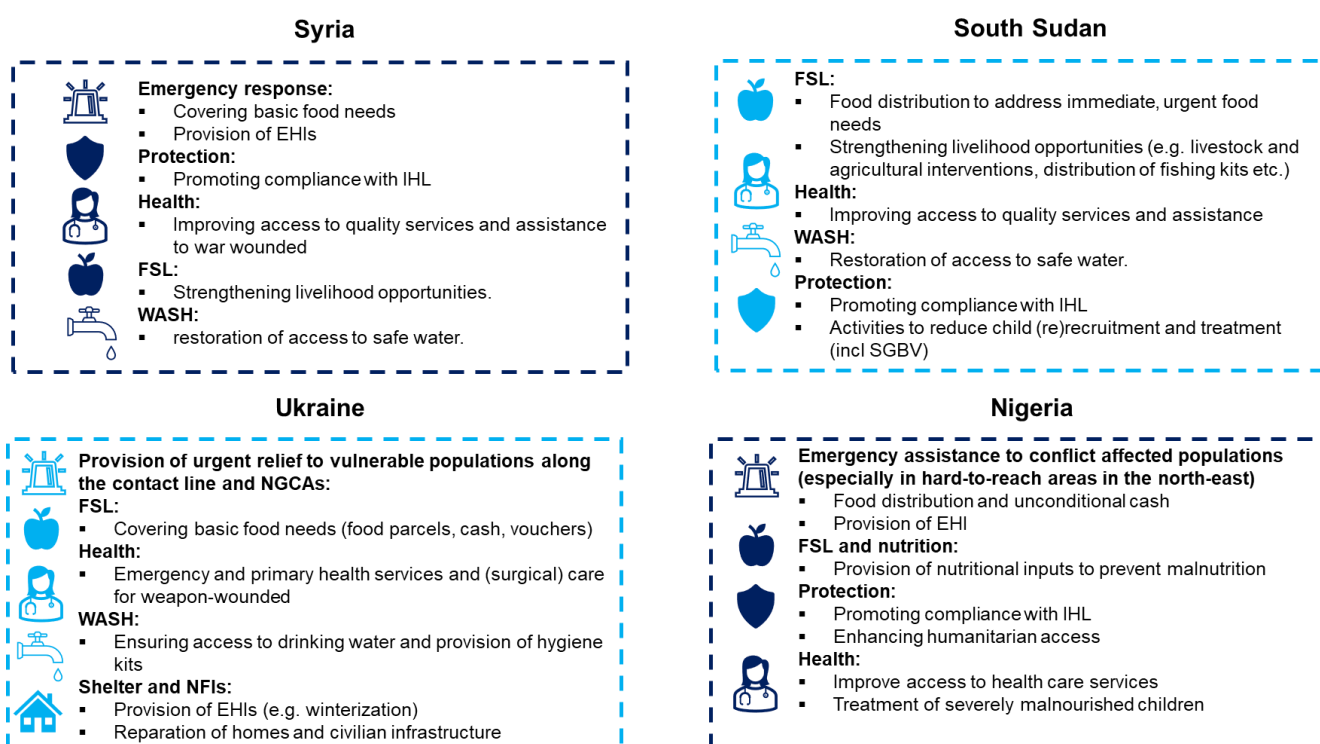 Syria
Emergency response:
▪ Covering basic food needs
▪ Provision of EHIs
Protection:
▪ Promoting compliance with IHL
Health:
▪ Improving access to quality services and assistance
to war wounded
FSL:
▪ Strengthening livelihood opportunities.
WASH:
▪ restoration of access to safe water.
South Sudan
FSL:
▪ Food distribution to address immediate, urgent food
needs
▪ Strengthening livelihood opportunities (e.g. livestock and
agricultural interventions, distribution of fishing kits etc.)
Health:
▪ Improving access to quality services and assistance
WASH:
▪ Restoration of access to safe water.
Protection:
▪ Promoting compliance with IHL
▪ Activities to reduce child (re)recruitment and treatment
(incl SGBV)
Ukraine
Provision of urgent relief to vulnerable populations along
the contact line and NGCAs:
FSL:
▪ Covering basic food needs (food parcels, cash, vouchers)
Health:
▪ Emergency and primary health services and (surgical) care
for weapon-wounded
WASH:
▪ Ensuring access to drinking water and provision of hygiene
kits
Shelter and NFIs:
▪ Provision of EHIs (e.g. winterization)
▪ Reparation of homes and civilian infrastructure
Nigeria
Emergency assistance to conflict affected populations
(especially in hard-to-reach areas in the north-east)
▪ Food distribution and unconditional cash
▪ Provision of EHI
FSL and nutrition:
▪ Provision of nutritional inputs to prevent malnutrition
Protection:
▪ Promoting compliance with IHL
▪ Enhancing humanitarian access
Health:
▪ Improve access to health care services
▪ Treatment of severely malnourished children